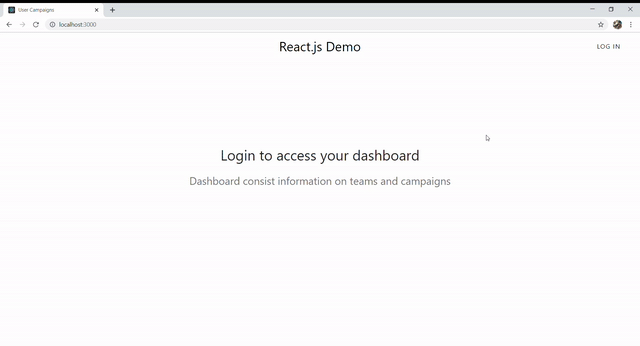 User Campaigns
localhost:3000
React.js Demo
LOG IN
Login to access your dashboard
Dashboard consist information on teams and campaigns